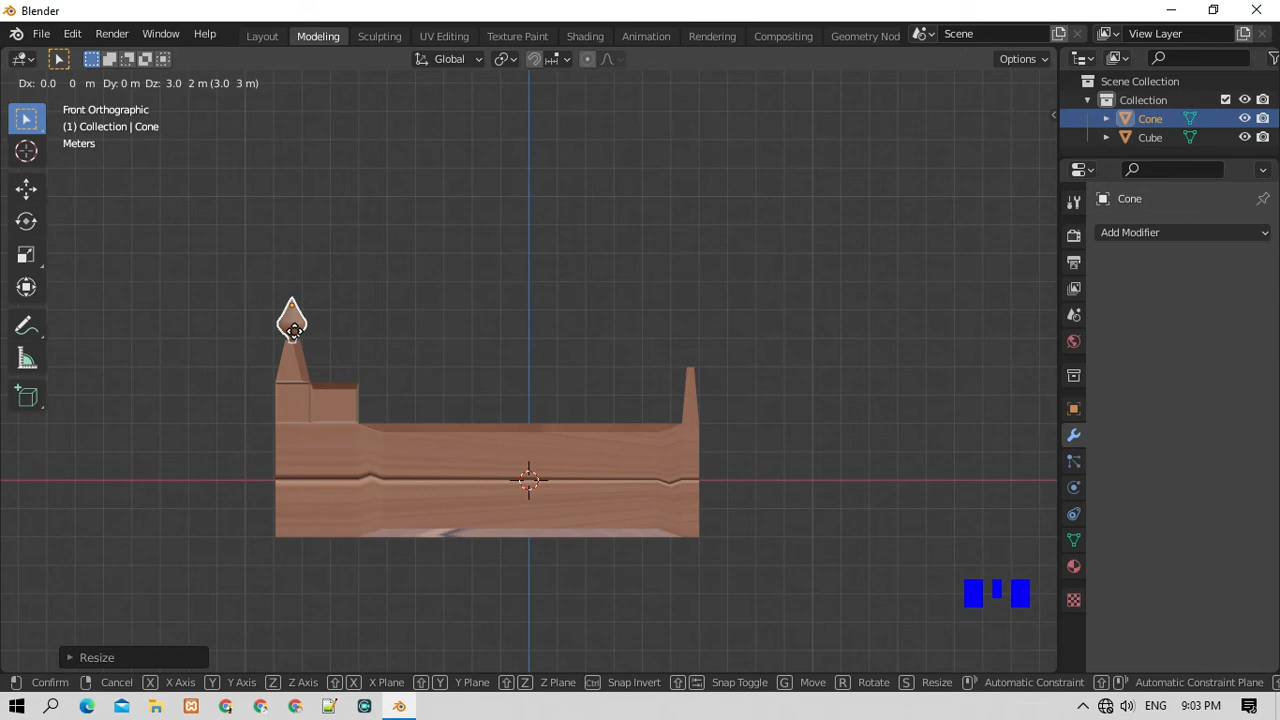 Blender
File Edit Render Window Help Layout Modeling Sculpting UV Editing Texture Paint Shading Animation Rendering Compositing Geometry Nod Scene View Layer
Global Options
Dx: 0.0 0 m Dy: 0 m Dz: 3.0 2 m (3.0 3 m)
Front Orthographic
(1) Collection | Cone
Meters
Scene Collection
Collection
Cone
Cube
Cone
Add Modifier
Resize
Confirm Cancel X X Axis Y Y Axis Z Z Axis X X Plane Y Y Plane Z Z Plane Ctrl Snap Invert Snap Toggle G Move R Rotate S Resize Automatic Constraint Automatic Constraint Plane
ENG 9:03 PM